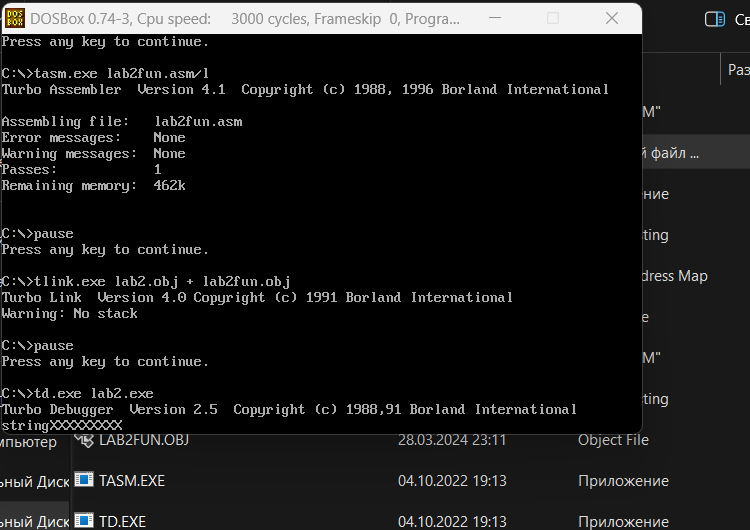 DOSBox 0.74-3, Cpu speed: 3000 cycles, Frameskip 0, Progra...
Св
Press any key to continue.
C:\>tasm.exe lab2fun.asm/l
Turbo Assembler Version 4.1 Copyright (c) 1988, 1996 Borland International
Assembling file: lab2fun.asm
Error messages: None
Warning messages: None
Passes: 1
Remaining memory: 462k
C:\>pause
Press any key to continue.
C:\>tlink.exe lab2.obj + lab2fun.obj
Turbo Link Version 4.0 Copyright (c) 1991 Borland International
Warning: No stack
C:\>pause
Press any key to continue.
C:\>td.exe lab2.exe
Turbo Debugger Version 2.5 Copyright (c) 1988,91 Borland International
stringXXXXXXXXX
Раз
M"
й файл ...
ние
sting
dress Map
е
M"
sting
мпьютер
LAB2FUN.OBJ 28.03.2024 23:11 Object File
ьный Диск
TASM.EXE 04.10.2022 19:13 Приложение
ьный Диск
TD.EXE 04.10.2022 19:13 Приложение